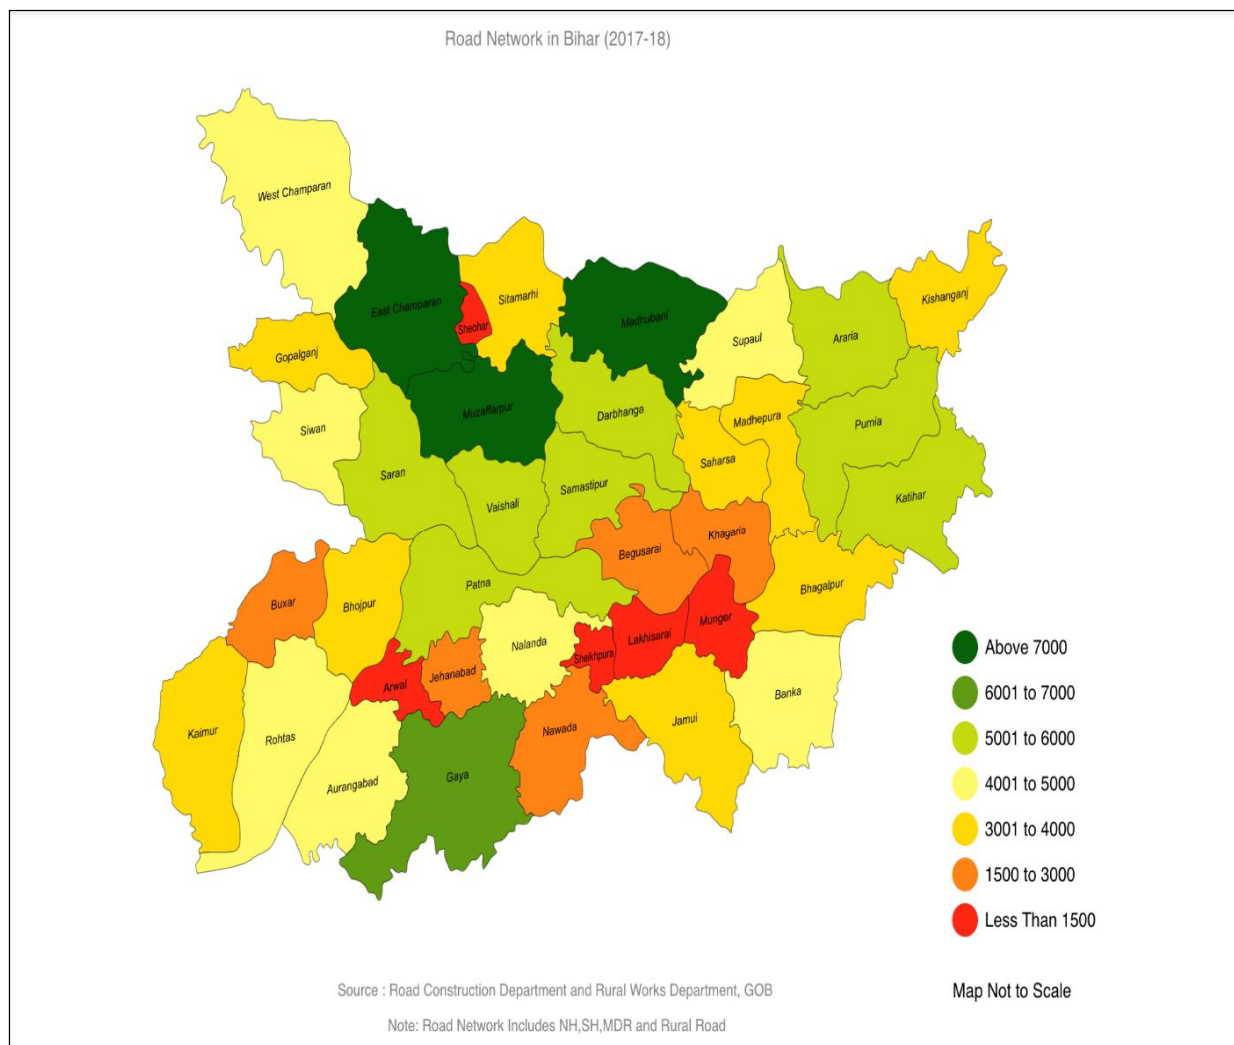 Road Network in Bihar (2017-18)
West Champaran
East Champaran
Sitamarhi
Sheohar
Madhubani
Kishanganj
Gopalganj
Supaul
Araria
Siwan
Muzaffarpur
Darbhanga
Madhepura
Purnia
Saran
Saharsa
Vaishali
Samastipur
Katihar
Khagaria
Begusarai
Buxar
Bhojpur
Patna
Bhagalpur
Munger
Nalanda
Lakhisarai
Sheikhpura
Jehanabad
Arwal
Banka
Kaimur
Rohtas
Nawada
Jamui
Aurangabad
Gaya
Above 7000
6001 to 7000
5001 to 6000
4001 to 5000
3001 to 4000
1500 to 3000
Less Than 1500
Source : Road Construction Department and Rural Works Department, GOB
Map Not to Scale
Note: Road Network Includes NH,SH,MDR and Rural Road